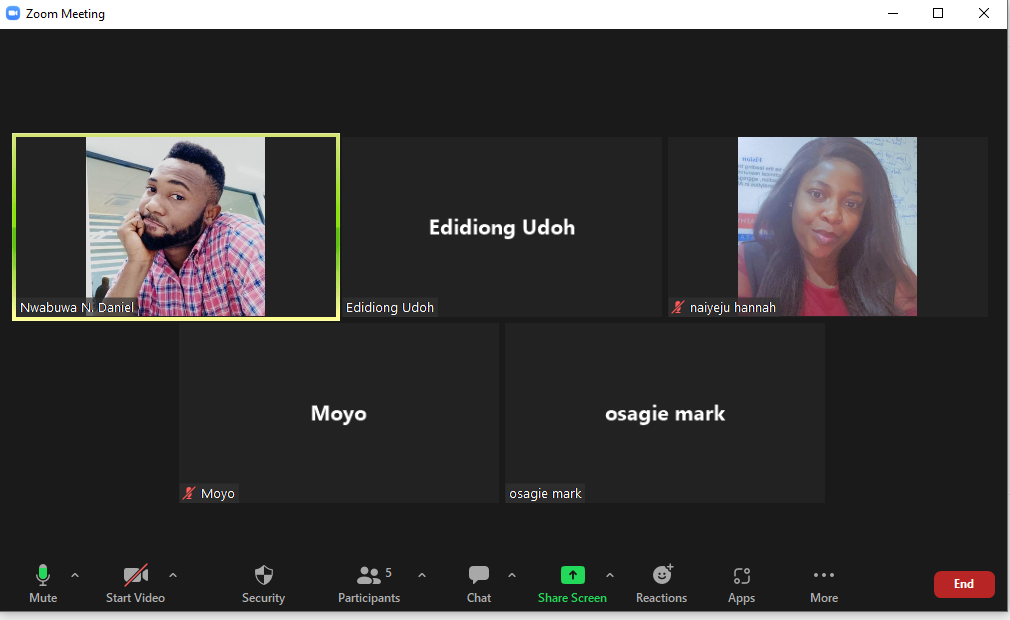 Zoom Meeting
Nwabuwa N. Daniel
Edidiong Udoh
Edidiong Udoh
naiyeju hannah
Moyo
Moyo
osagie mark
osagie mark
Mute
Start Video
Security
5
Participants
Chat
Share Screen
Reactions
Apps
More
End